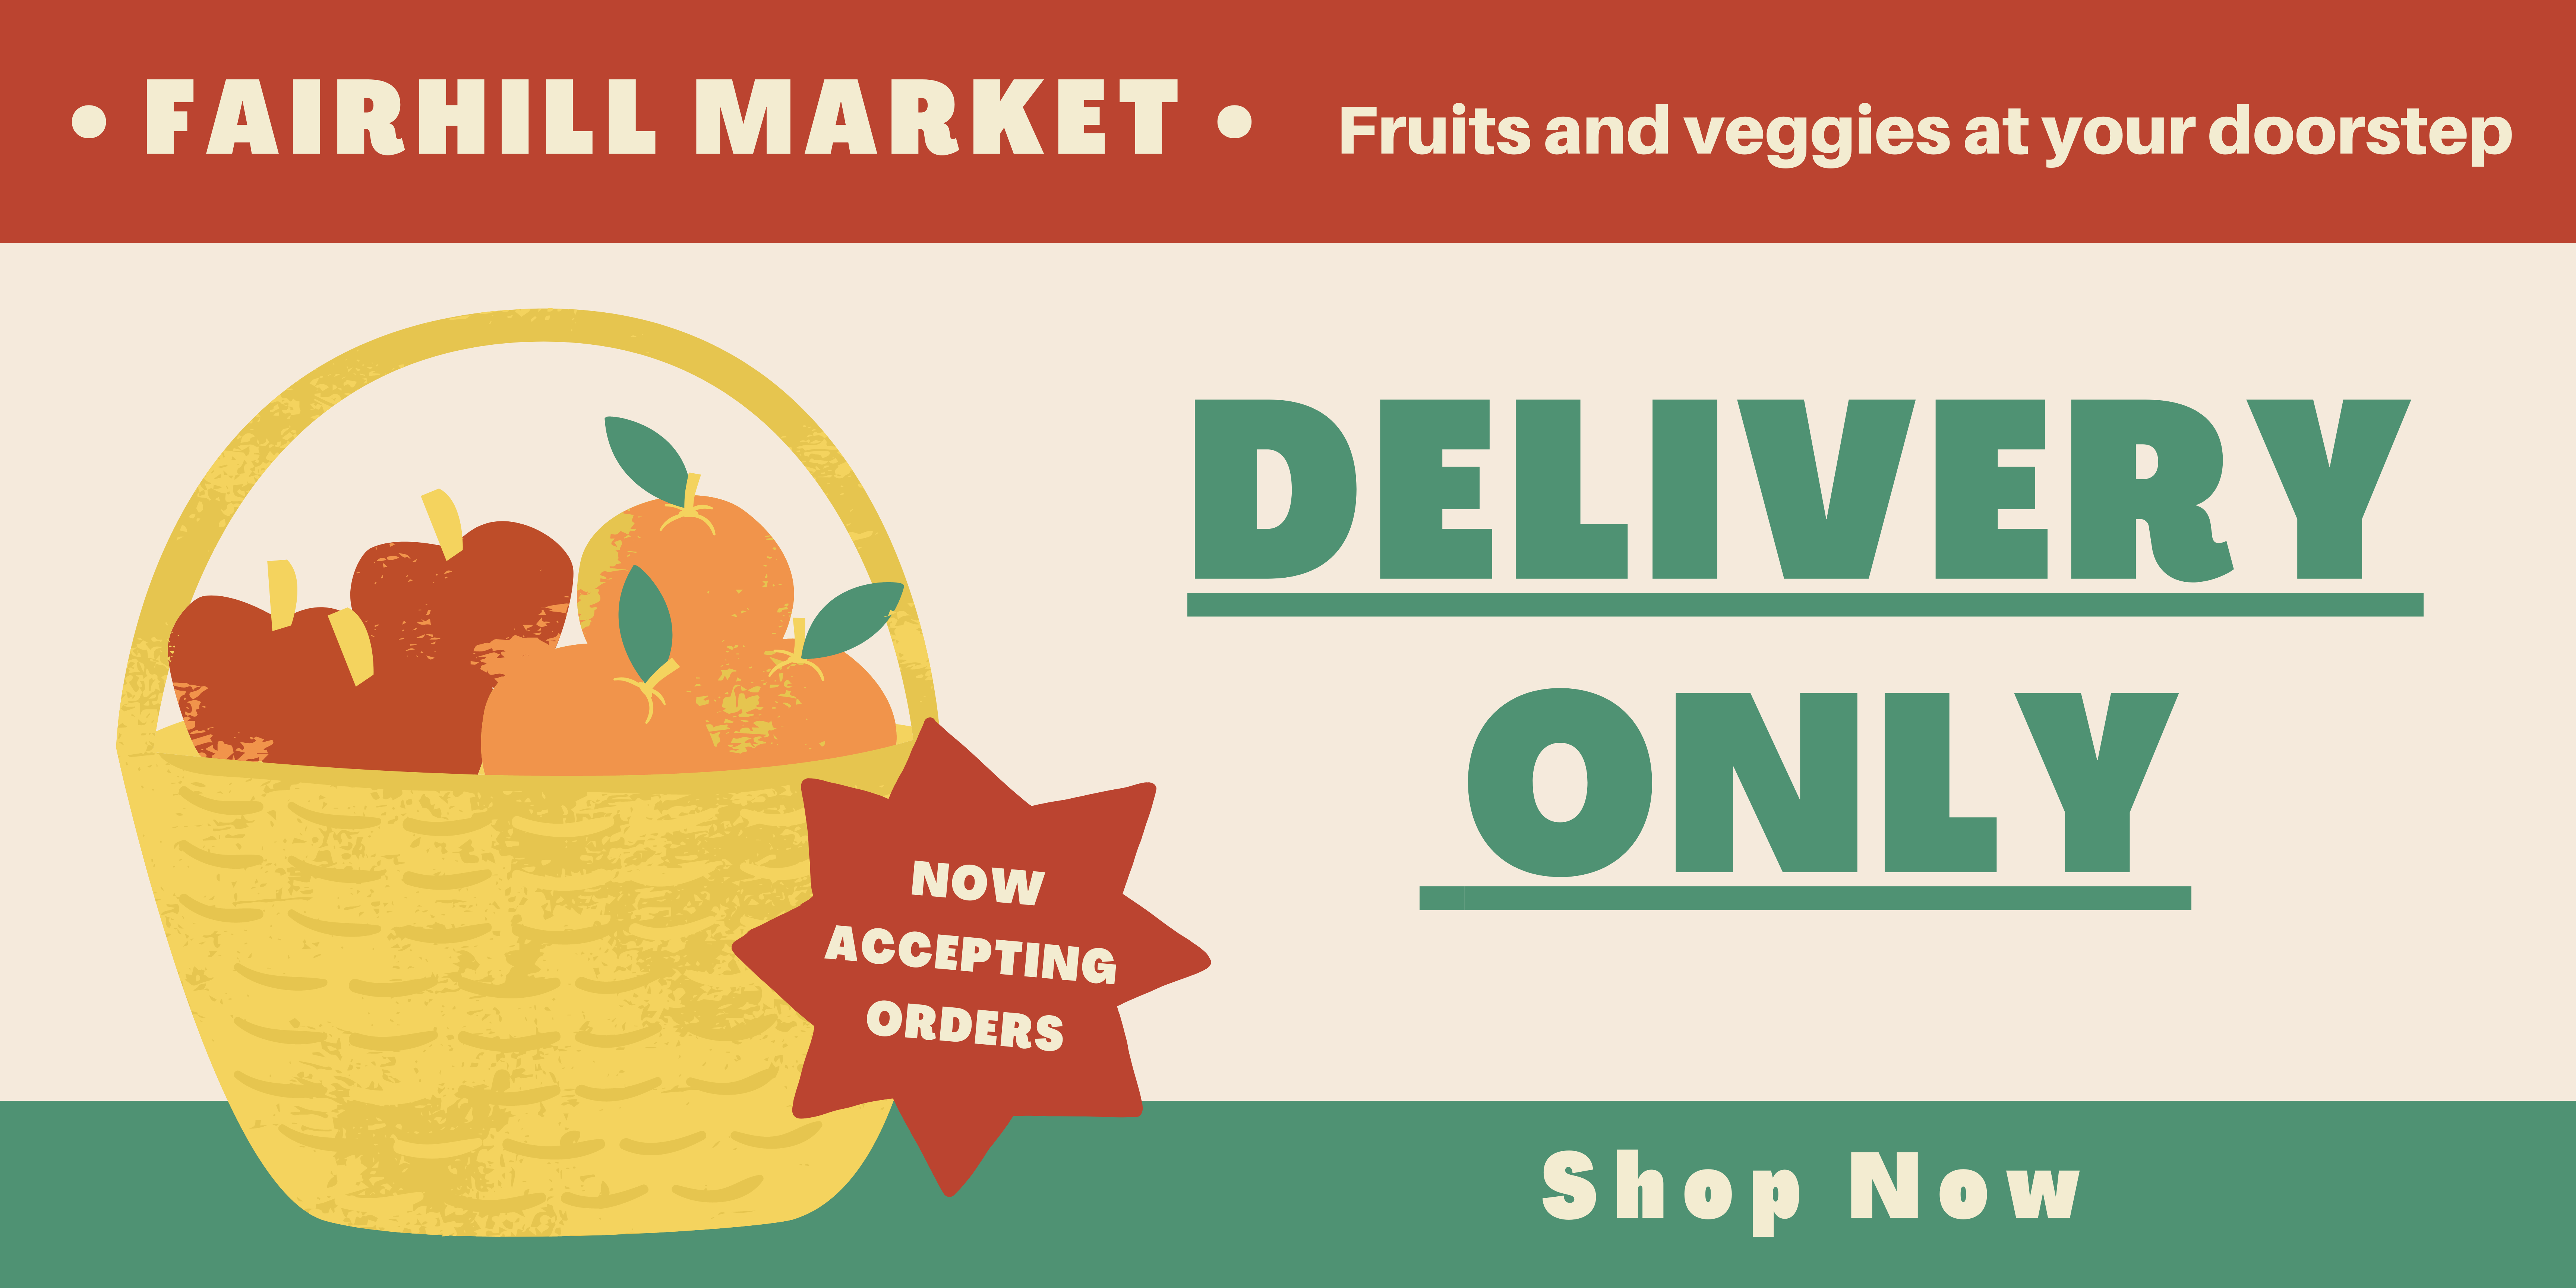 • FAIRHILL MARKET •
Fruits and veggies at your doorstep
DELIVERY
ONLY
NOW
ACCEPTING
ORDERS
Shop Now